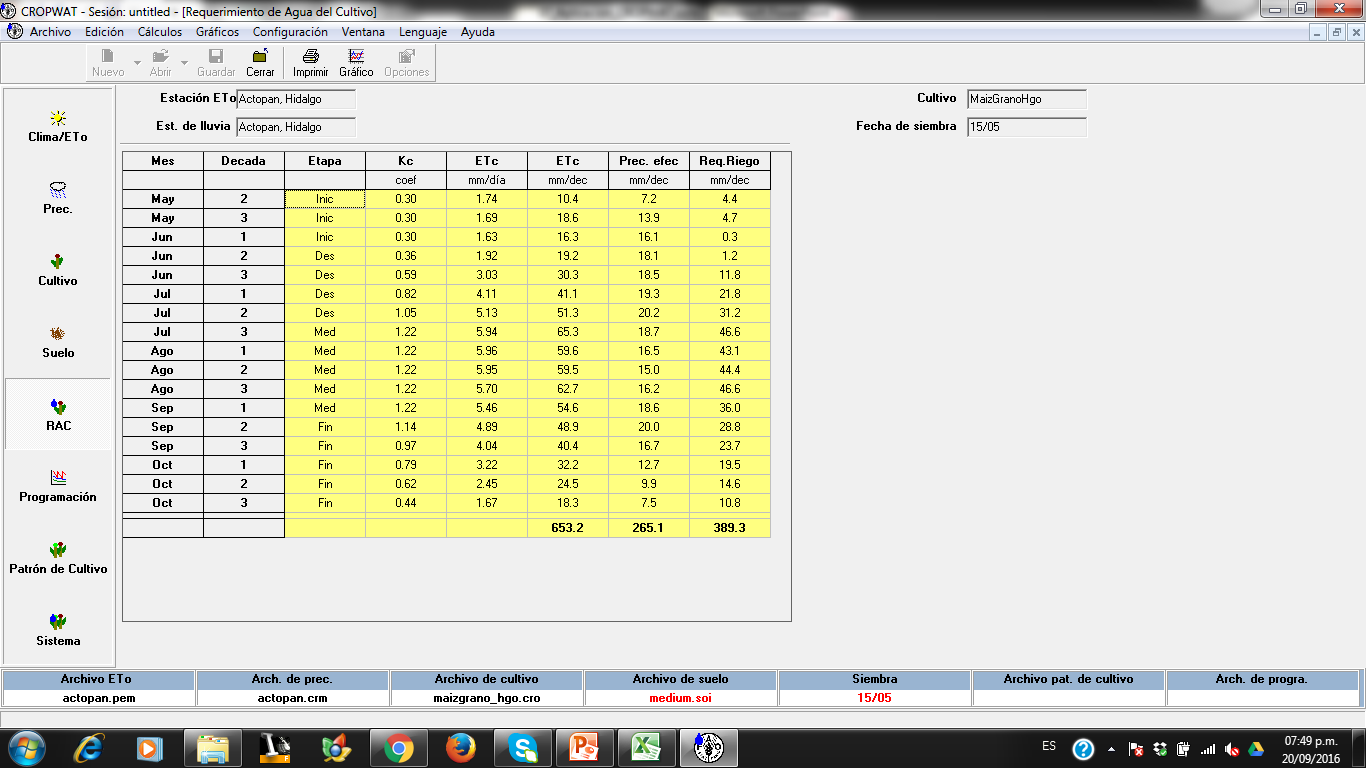 CROPWAT - Sesión: untitled - [Requerimiento de Agua del Cultivo]
Archivo Edición Cálculos Gráficos Configuración Ventana Lenguaje Ayuda
Nuevo Abrir Guardar Cerrar Imprimir Gráfico Opciones
Estación ETo Actopan, Hidalgo Cultivo MaizGranoHgo
Est. de lluvia Actopan, Hidalgo Fecha de siembra 15/05
Clima/ETo
Prec.
Cultivo
Suelo
RAC
Programación
Patrón de Cultivo
Sistema
Mes Decada Etapa Kc ETc ETc Prec. efec Req.Riego
coef mm/día mm/dec mm/dec mm/dec
May 2 Inic 0.30 1.74 10.4 7.2 4.4
May 3 Inic 0.30 1.69 18.6 13.9 4.7
Jun 1 Inic 0.30 1.63 16.3 16.1 0.3
Jun 2 Des 0.36 1.92 19.2 18.1 1.2
Jun 3 Des 0.59 3.03 30.3 18.5 11.8
Jul 1 Des 0.82 4.11 41.1 19.3 21.8
Jul 2 Des 1.05 5.13 51.3 20.2 31.2
Jul 3 Med 1.22 5.94 65.3 18.7 46.6
Ago 1 Med 1.22 5.96 59.6 16.5 43.1
Ago 2 Med 1.22 5.95 59.5 15.0 44.4
Ago 3 Med 1.22 5.70 62.7 16.2 46.6
Sep 1 Med 1.22 5.46 54.6 18.6 36.0
Sep 2 Fin 1.14 4.89 48.9 20.0 28.8
Sep 3 Fin 0.97 4.04 40.4 16.7 23.7
Oct 1 Fin 0.79 3.22 32.2 12.7 19.5
Oct 2 Fin 0.62 2.45 24.5 9.9 14.6
Oct 3 Fin 0.44 1.67 18.3 7.5 10.8
653.2 265.1 389.3
Archivo ETo Arch. de prec. Archivo de cultivo Archivo de suelo Siembra Archivo pat. de cultivo Arch. de progra.
actopan.pem actopan.crm maizgrano_hgo.cro medium.soi 15/05
ES
07:49 p.m.
20/09/2016